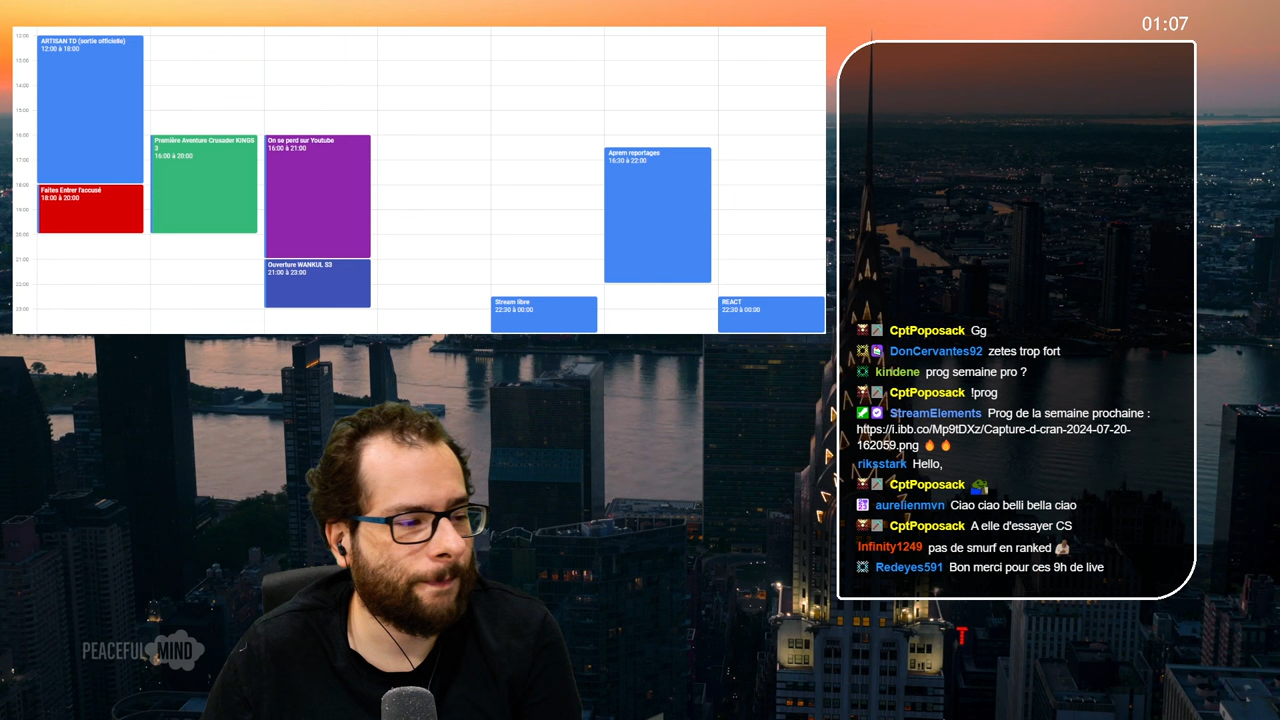 01:07
12:00
ARTISAN TD (sortie officielle)
12:00 à 18:00
13:00
14:00
15:00
16:00
Première Aventure Crusader KINGS
3
16:00 à 20:00
On se perd sur Youtube
16:00 à 21:00
Aprem reportages
16:30 à 22:00
17:00
18:00
Faites Entrer l'accusé
18:00 à 20:00
19:00
20:00
21:00
Ouverture WANKUL S3
21:00 à 23:00
22:00
Stream libre
22:30 à 00:00
REACT
22:30 à 00:00
23:00
CptPoposack Gg
DonCervantes92 zetes trop fort
kindene prog semaine pro ?
CptPoposack !prog
StreamElements Prog de la semaine prochaine :
https://i.ibb.co/Mp9tDXz/Capture-d-cran-2024-07-20-
162059.png
riksstark Hello,
CptPoposack
aurelienmvn Ciao ciao belli bella ciao
CptPoposack A elle d'essayer CS
Infinity1249 pas de smurf en ranked
Redeyes591 Bon merci pour ces 9h de live
PEACEFUL MIND